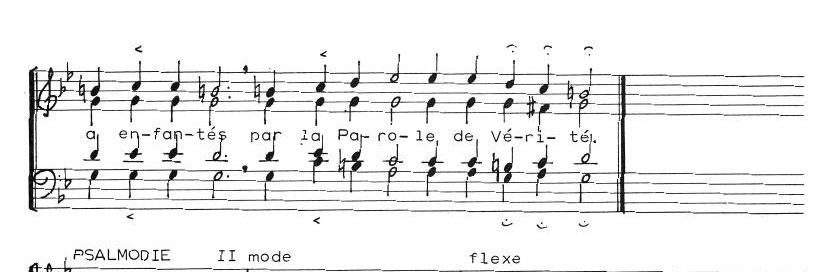 a en-fan-tés par la Pa-ro-le de Vé-ri-té.
PSALMODIE II mode flexe